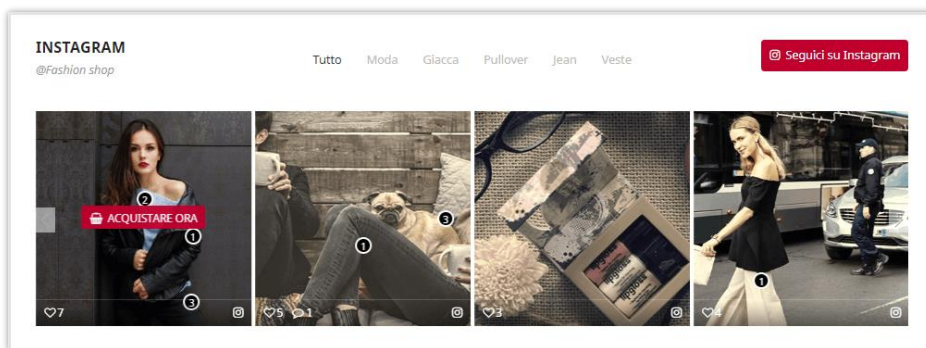 INSTAGRAM
@Fashion shop
Tutto Moda Giacca Pullover Jean Veste
Seguici su Instagram
2
ACQUISTARE ORA
1
3
7
1
3
5 1
3
1
4